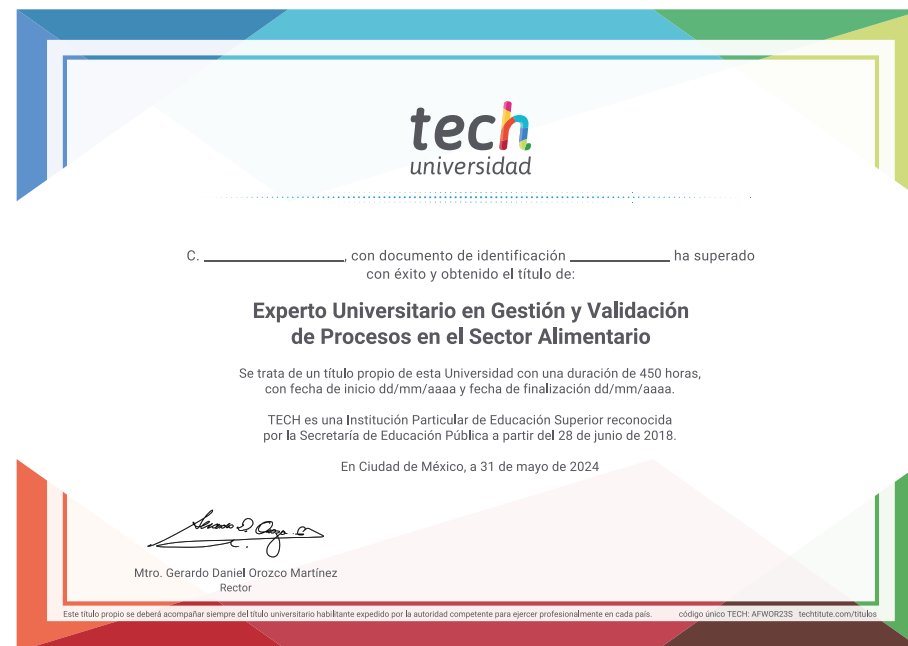 tech
universidad
C. ____________, con documento de identificación ____________ ha superado
con éxito y obtenido el título de:
Experto Universitario en Gestión y Validación
de Procesos en el Sector Alimentario
Se trata de un título propio de esta Universidad con una duración de 450 horas,
con fecha de inicio dd/mm/aaaa y fecha de finalización dd/mm/aaaa.
TECH es una Institución Particular de Educación Superior reconocida
por la Secretaría de Educación Pública a partir del 28 de junio de 2018.
En Ciudad de México, a 31 de mayo de 2024
Mtro. Gerardo Daniel Orozco Martínez
Rector
Este título propio se deberá acompañar siempre del título universitario habilitante expedido por la autoridad competente para ejercer profesionalmente en cada país. código único TECH: AFWOR23S techtitute.com/titulos